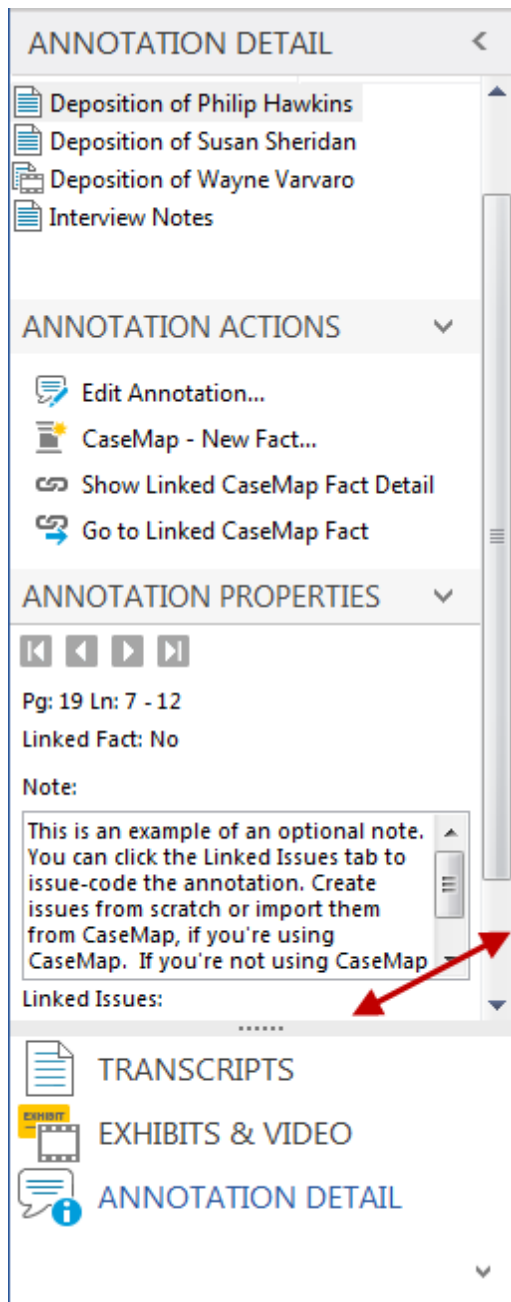 ANNOTATION DETAIL
Deposition of Philip Hawkins
Deposition of Susan Sheridan
Deposition of Wayne Varvaro
Interview Notes
ANNOTATION ACTIONS
Edit Annotation...
CaseMap - New Fact...
Show Linked CaseMap Fact Detail
Go to Linked CaseMap Fact
ANNOTATION PROPERTIES
Pg: 19 Ln: 7 - 12
Linked Fact: No
Note:
This is an example of an optional note.
You can click the Linked Issues tab to
issue-code the annotation. Create
issues from scratch or import them
from CaseMap, if you're using
CaseMap.  If you're not using CaseMap
Linked Issues:
TRANSCRIPTS
EXHIBIT
EXHIBITS & VIDEO
ANNOTATION DETAIL